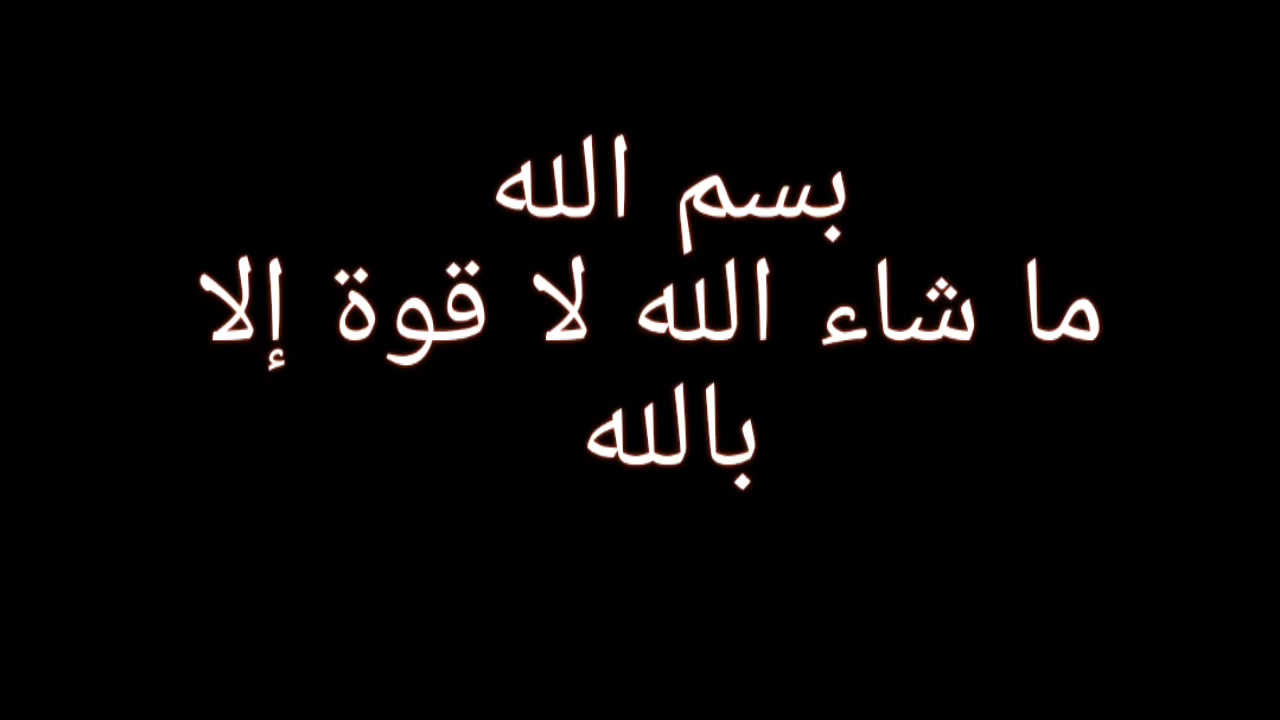 بسم الله
ما شاء الله لا قوة إلا
بالله